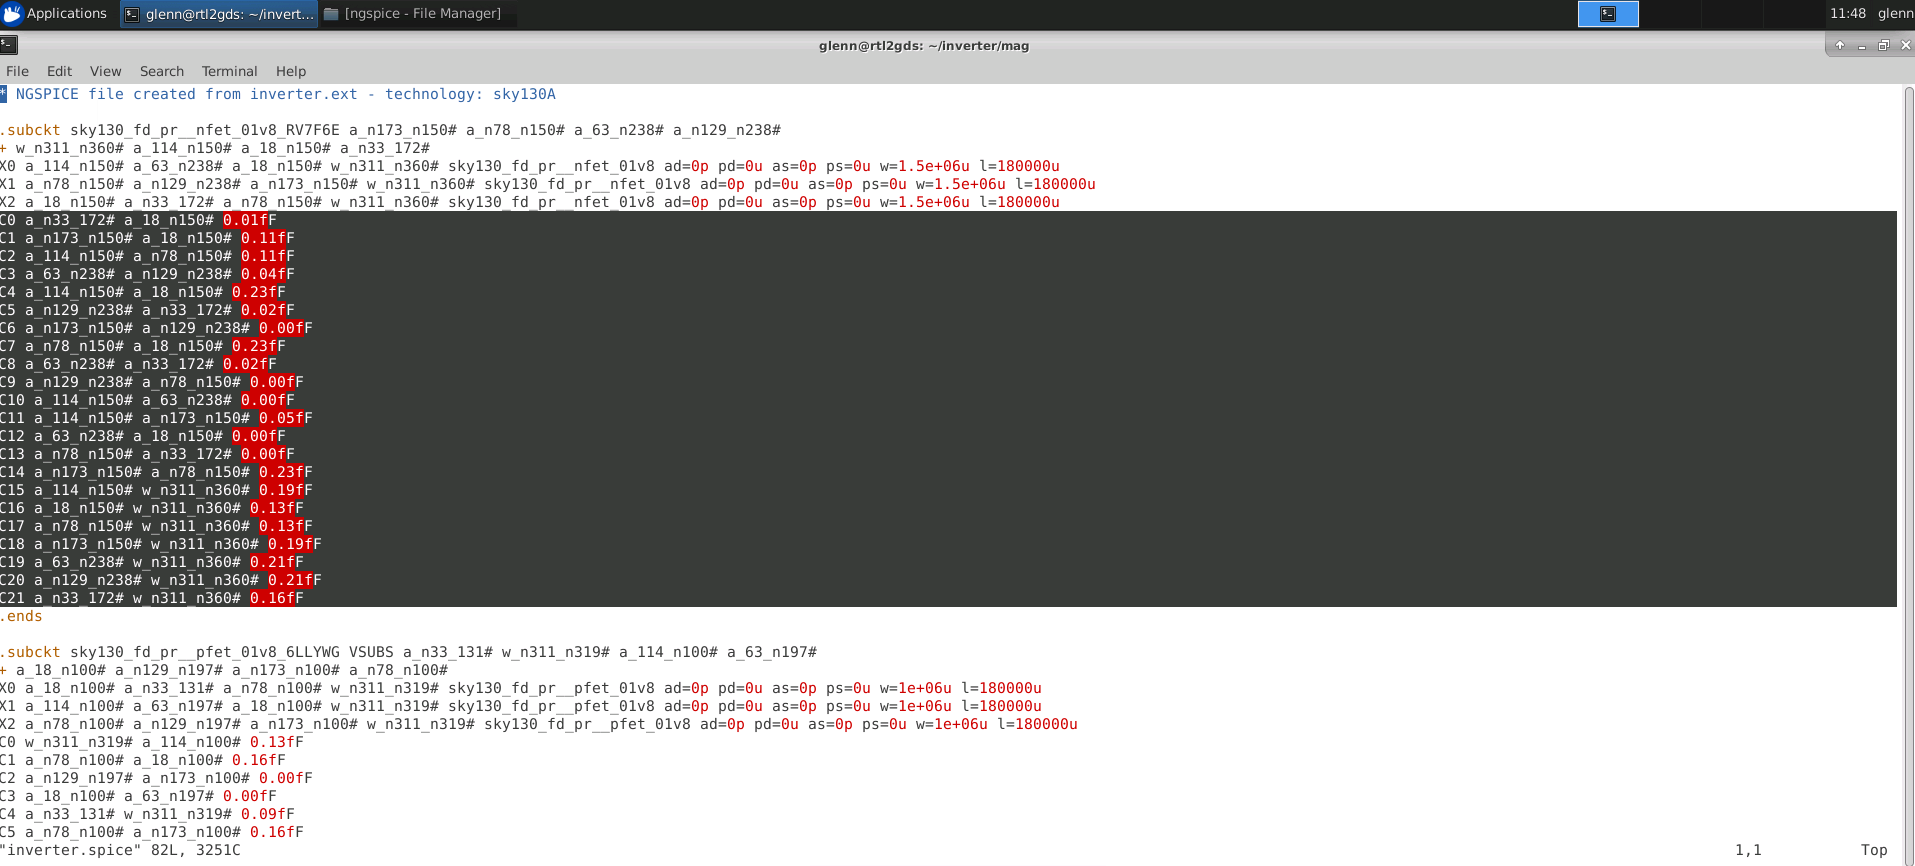 Applications
glenn@rtl2gds: ~/invert...
[ngspice - File Manager]
11:48
glenn
glenn@rtl2gds: ~/inverter/mag
File Edit View Search Terminal Help
* NGSPICE file created from inverter.ext - technology: sky130A
.subckt sky130_fd_pr__nfet_01v8_RV7F6E a_n173_n150# a_n78_n150# a_63_n238# a_n129_n238#
+ w_n311_n360# a_114_n150# a_18_n150# a_n33_172#
X0 a_114_n150# a_63_n238# a_18_n150# w_n311_n360# sky130_fd_pr__nfet_01v8 ad=0p pd=0u as=0p ps=0u w=1.5e+06u l=180000u
X1 a_n78_n150# a_n129_n238# a_n173_n150# w_n311_n360# sky130_fd_pr__nfet_01v8 ad=0p pd=0u as=0p ps=0u w=1.5e+06u l=180000u
X2 a_18_n150# a_n33_172# a_n78_n150# w_n311_n360# sky130_fd_pr__nfet_01v8 ad=0p pd=0u as=0p ps=0u w=1.5e+06u l=180000u
C0 a_n33_172# a_18_n150# 0.01fF
C1 a_n173_n150# a_18_n150# 0.11fF
C2 a_114_n150# a_n78_n150# 0.11fF
C3 a_63_n238# a_n129_n238# 0.04fF
C4 a_114_n150# a_18_n150# 0.23fF
C5 a_n129_n238# a_n33_172# 0.02fF
C6 a_n173_n150# a_n129_n238# 0.00fF
C7 a_n78_n150# a_18_n150# 0.23fF
C8 a_63_n238# a_n33_172# 0.02fF
C9 a_n129_n238# a_n78_n150# 0.00fF
C10 a_114_n150# a_63_n238# 0.00fF
C11 a_114_n150# a_n173_n150# 0.05fF
C12 a_63_n238# a_18_n150# 0.00fF
C13 a_n78_n150# a_n33_172# 0.00fF
C14 a_n173_n150# a_n78_n150# 0.23fF
C15 a_114_n150# w_n311_n360# 0.19fF
C16 a_18_n150# w_n311_n360# 0.13fF
C17 a_n78_n150# w_n311_n360# 0.13fF
C18 a_n173_n150# w_n311_n360# 0.19fF
C19 a_63_n238# w_n311_n360# 0.21fF
C20 a_n129_n238# w_n311_n360# 0.21fF
C21 a_n33_172# w_n311_n360# 0.16fF
.ends
.subckt sky130_fd_pr__pfet_01v8_6LLYWG VSUBS a_n33_131# w_n311_n319# a_114_n100# a_63_n197#
+ a_18_n100# a_n129_n197# a_n173_n100# a_n78_n100#
X0 a_18_n100# a_n33_131# a_n78_n100# w_n311_n319# sky130_fd_pr__pfet_01v8 ad=0p pd=0u as=0p ps=0u w=1e+06u l=180000u
X1 a_114_n100# a_63_n197# a_18_n100# w_n311_n319# sky130_fd_pr__pfet_01v8 ad=0p pd=0u as=0p ps=0u w=1e+06u l=180000u
X2 a_n78_n100# a_n129_n197# a_n173_n100# w_n311_n319# sky130_fd_pr__pfet_01v8 ad=0p pd=0u as=0p ps=0u w=1e+06u l=180000u
C0 w_n311_n319# a_114_n100# 0.13fF
C1 a_n78_n100# a_18_n100# 0.16fF
C2 a_n129_n197# a_n173_n100# 0.00fF
C3 a_18_n100# a_63_n197# 0.00fF
C4 a_n33_131# w_n311_n319# 0.09fF
C5 a_n78_n100# a_n173_n100# 0.16fF
"inverter.spice" 82L, 3251C
1,1
Top